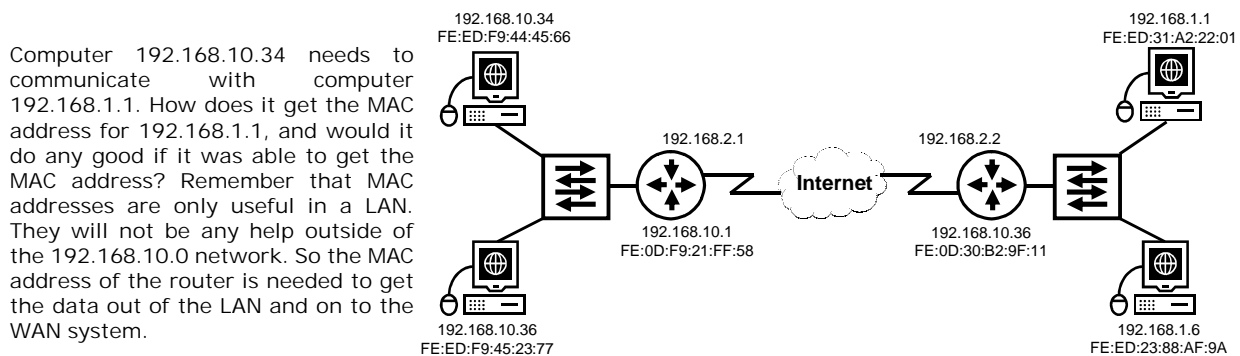 Computer 192.168.10.34 needs to
communicate with computer
192.168.1.1. How does it get the MAC
address for 192.168.1.1, and would it
do any good if it was able to get the
MAC address? Remember that MAC
addresses are only useful in a LAN.
They will not be any help outside of
the 192.168.10.0 network. So the MAC
address of the router is needed to get
the data out of the LAN and on to the
WAN system.
192.168.10.34
FE:ED:F9:44:45:66
192.168.1.1
FE:ED:31:A2:22:01
192.168.2.1
192.168.2.2
Internet
192.168.10.1
FE:0D:F9:21:FF:58
192.168.10.36
FE:0D:30:B2:9F:11
192.168.10.36
FE:ED:F9:45:23:77
192.168.1.6
FE:ED:23:88:AF:9A